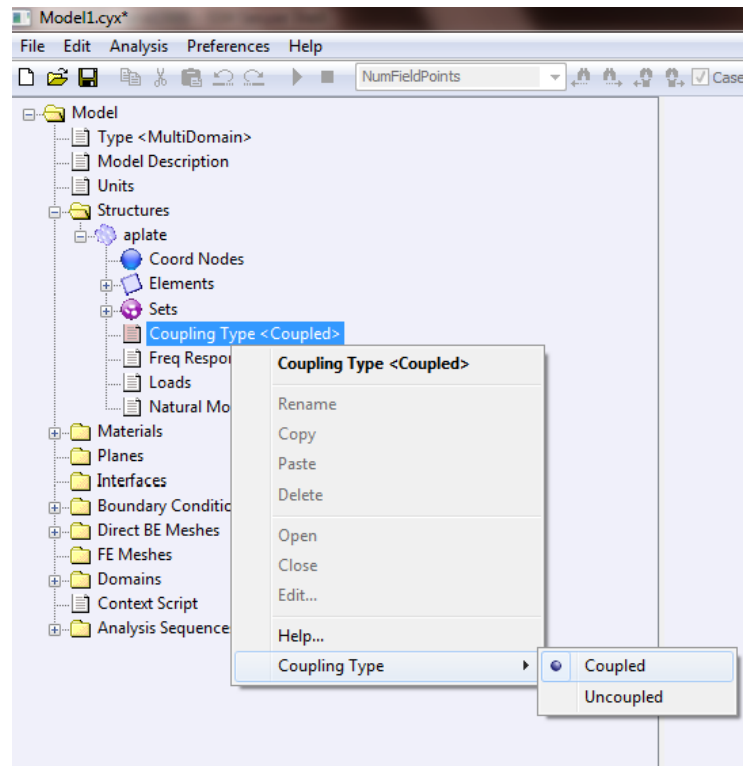 Model1.cyx*
File Edit Analysis Preferences Help
NumFieldPoints Case
Model
Type <MultiDomain>
Model Description
Units
Structures
aplate
Coord Nodes
Elements
Sets
Coupling Type <Coupled>
Freq Respo
Coupling Type <Coupled>
Loads
Natural Mo
Rename
Materials
Copy
Planes
Paste
Interfaces
Delete
Boundary Conditic
Direct BE Meshes
Open
FE Meshes
Close
Domains
Edit...
Context Script
Analysis Sequence
Help...
Coupling Type
Coupled
Uncoupled